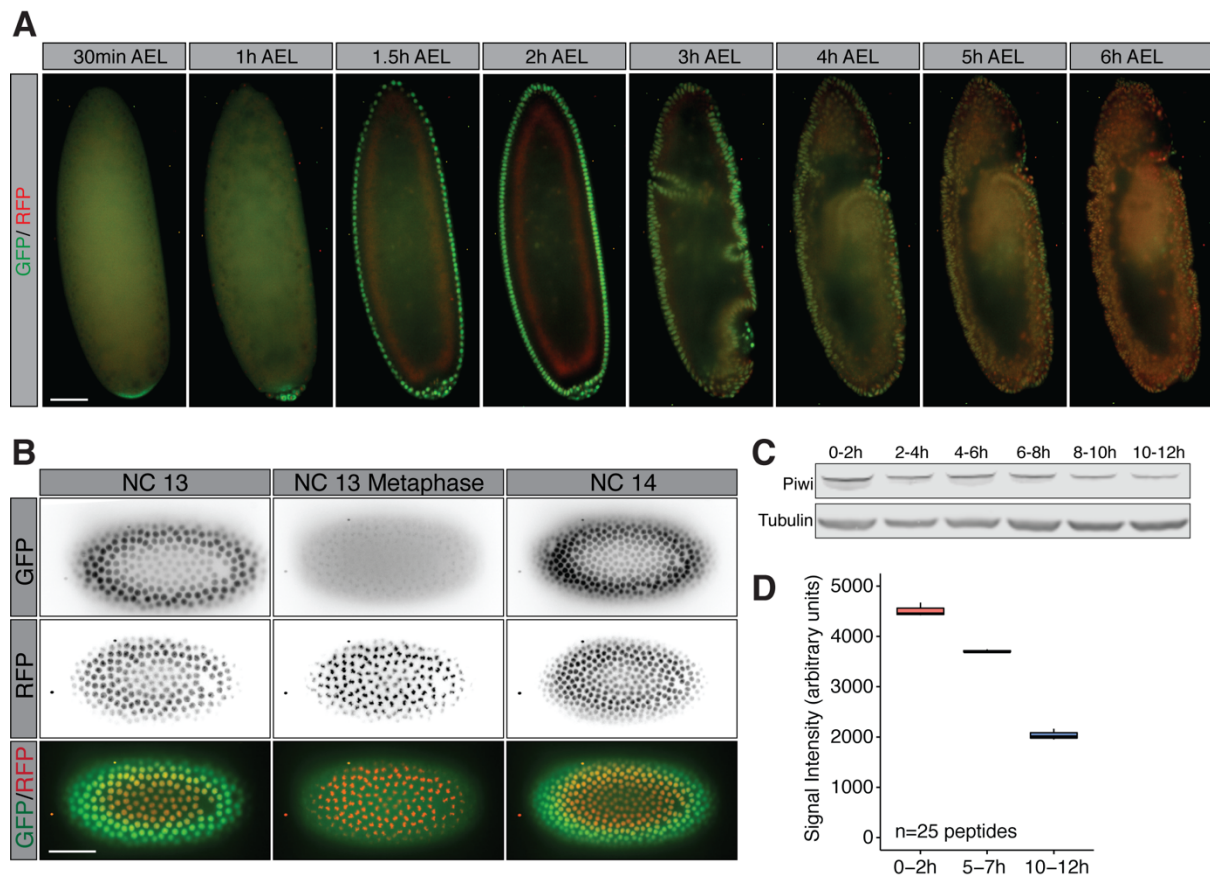 A
30min AEL 1h AEL 1.5h AEL 2h AEL 3h AEL 4h AEL 5h AEL 6h AEL
GFP/ RFP
B
NC 13 NC 13 Metaphase NC 14
GFP
RFP
GFP/RFP
C
0-2h 2-4h 4-6h 6-8h 8-10h 10-12h
Piwi
Tubulin
D
Signal Intensity (arbitrary units)
5000
4000
3000
2000
1000
0
n=25 peptides
0–2h 5–7h 10–12h